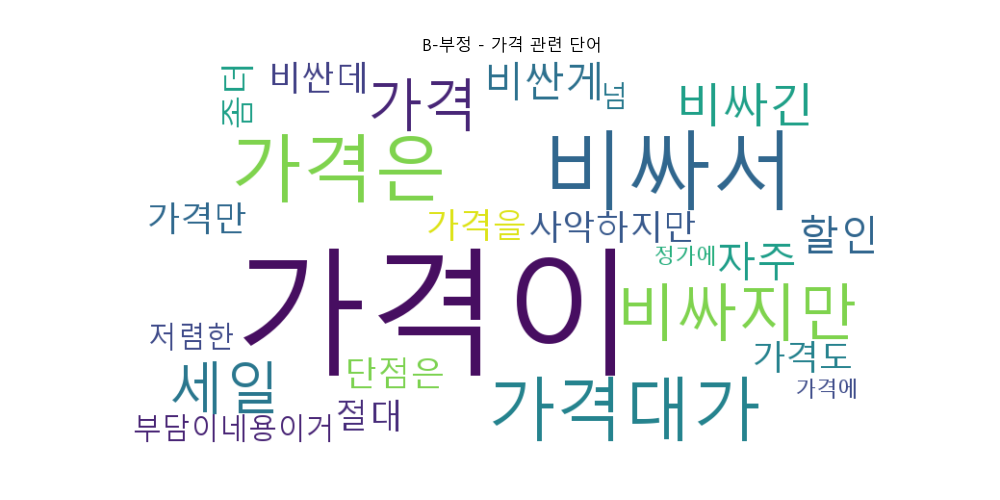 B-부정 - 가격 관련 단어
좀더
비싼데
가격
비싼게
넘
비싸긴
가격은
비싸서
가격만
가격을
사악하지만
할인
가격이
정가에
자주
비싸지만
저렴한
세일
단점은
가격도
가격에
부담이네용이거
절대
가격대가